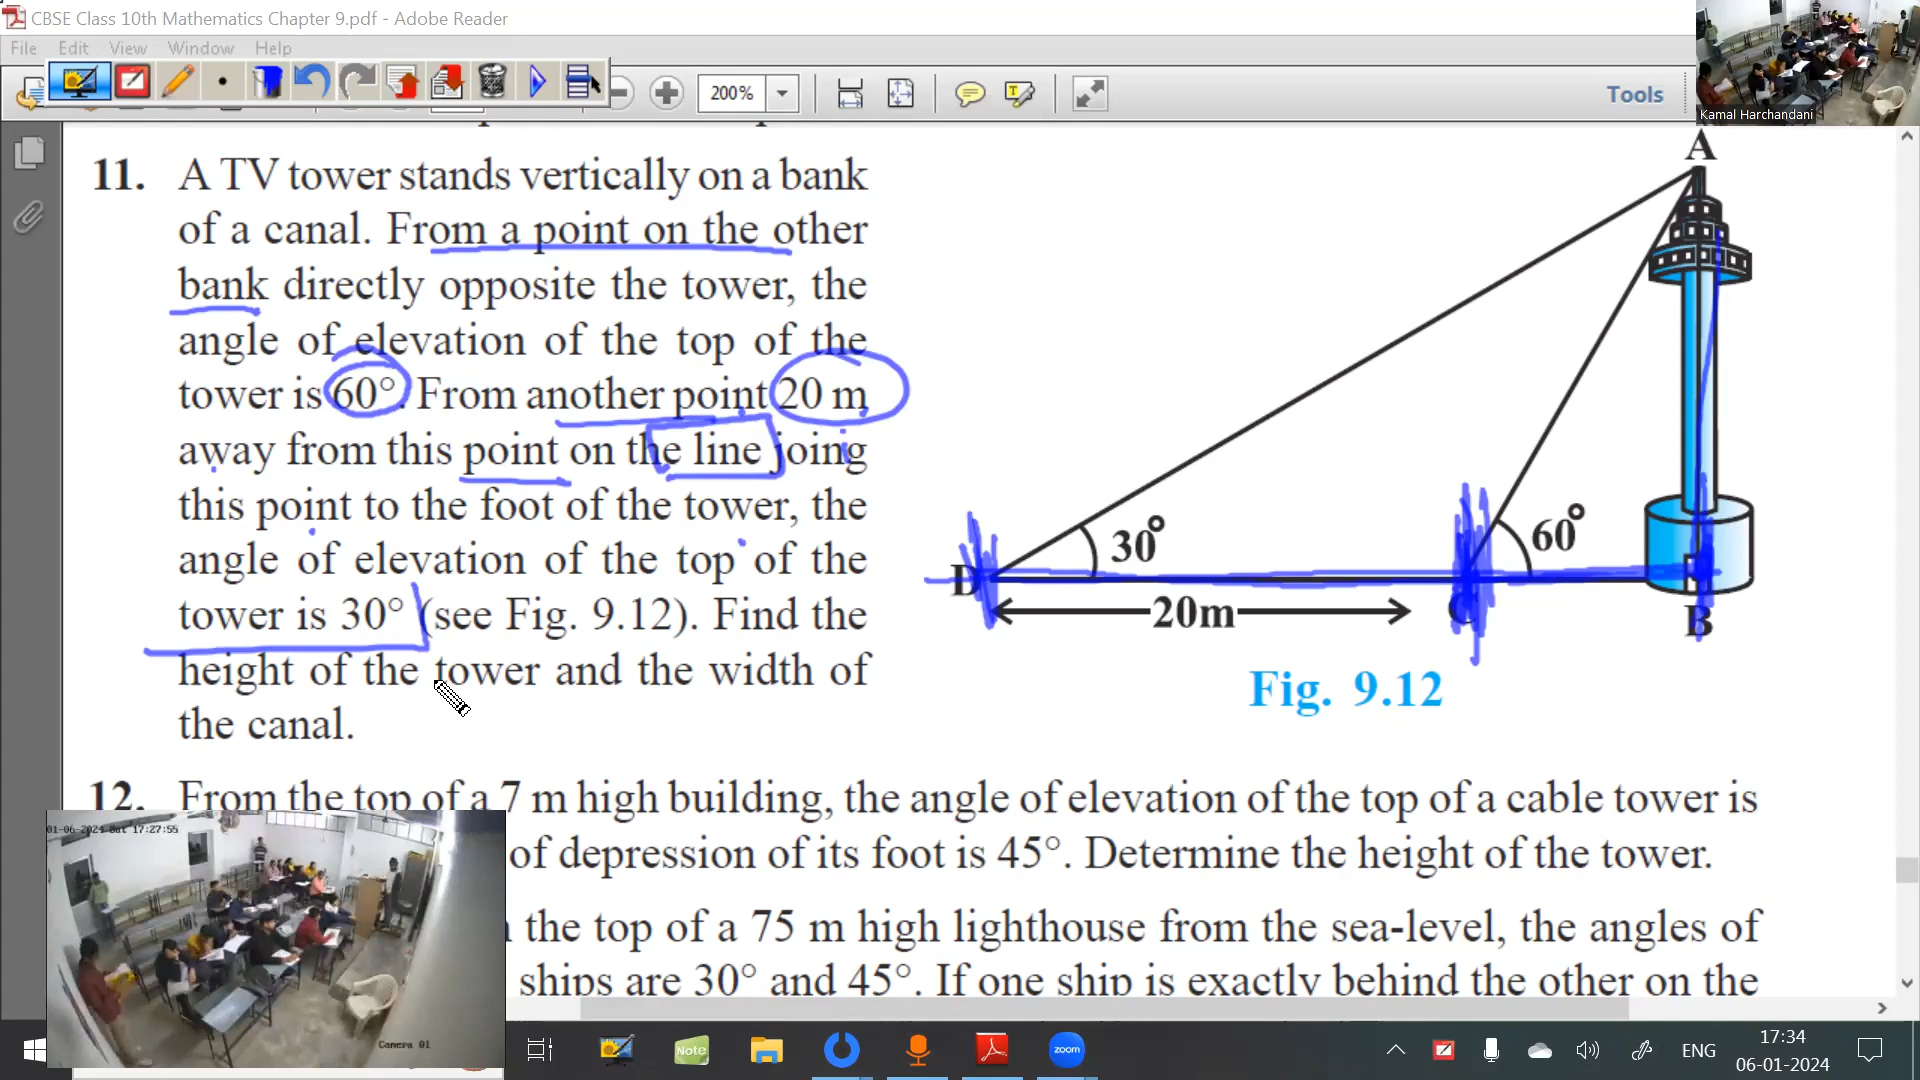 CBSE Class 10th Mathematics Chapter 9.pdf - Adobe Reader
File Edit View Window Help
200%
Tools
Kamal Harchandani
11. A TV tower stands vertically on a bank
of a canal. From a point on the other
bank directly opposite the tower, the
angle of elevation of the top of the
tower is 60°. From another point 20 m
away from this point on the line joing
this point to the foot of the tower, the
angle of elevation of the top of the
tower is 30° (see Fig. 9.12). Find the
height of the tower and the width of
the canal.
A
30°
60°
D
20m
C
B
Fig. 9.12
12. From the top of a 7 m high building, the angle of elevation of the top of a cable tower is
of depression of its foot is 45°. Determine the height of the tower.
the top of a 75 m high lighthouse from the sea-level, the angles of
ships are 30° and 45°. If one ship is exactly behind the other on the
01-06-2024 Sat 17:27:55
Camera 01
Note
zoom
ENG
17:34
06-01-2024